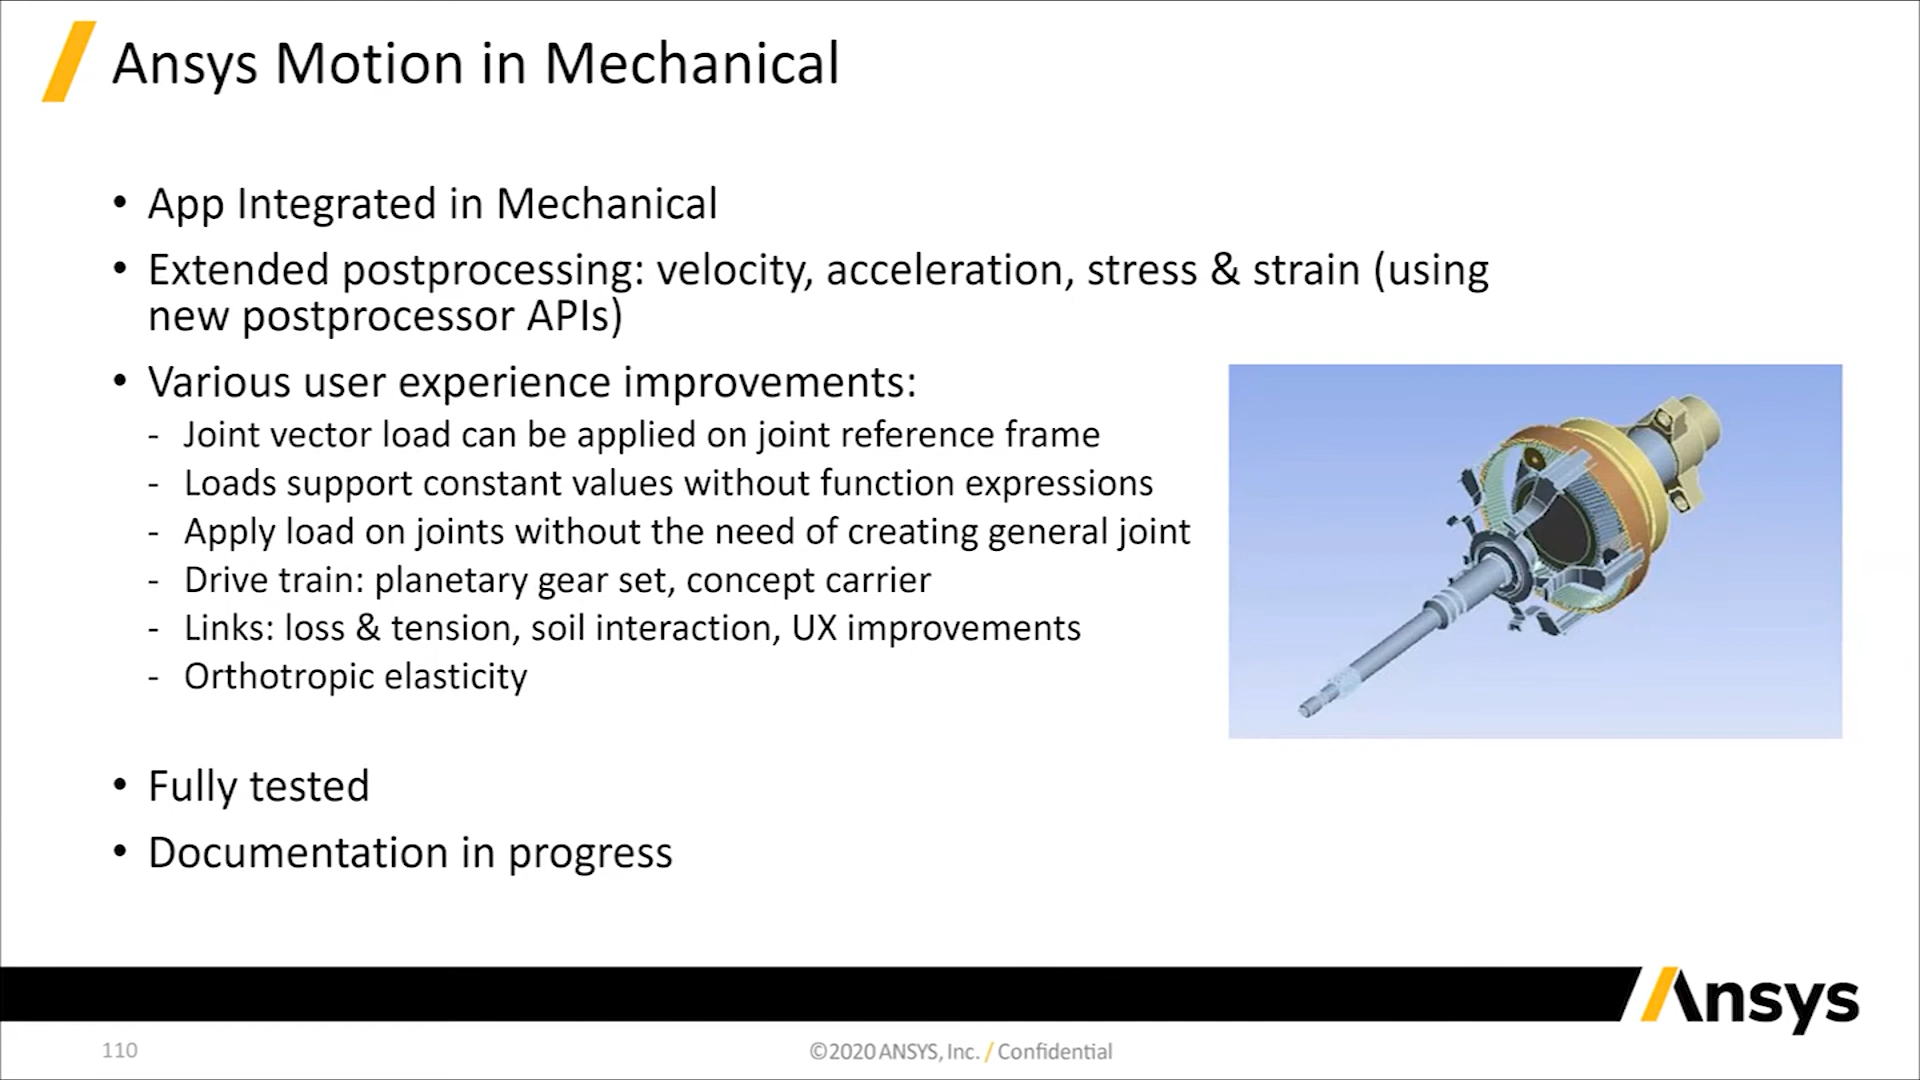 Ansys Motion in Mechanical
• App Integrated in Mechanical
• Extended postprocessing: velocity, acceleration, stress & strain (using
new postprocessor APIs)
• Various user experience improvements:
- Joint vector load can be applied on joint reference frame
- Loads support constant values without function expressions
- Apply load on joints without the need of creating general joint
- Drive train: planetary gear set, concept carrier
- Links: loss & tension, soil interaction, UX improvements
- Orthotropic elasticity
• Fully tested
• Documentation in progress
Ansys
110
©2020 ANSYS, Inc. / Confidential